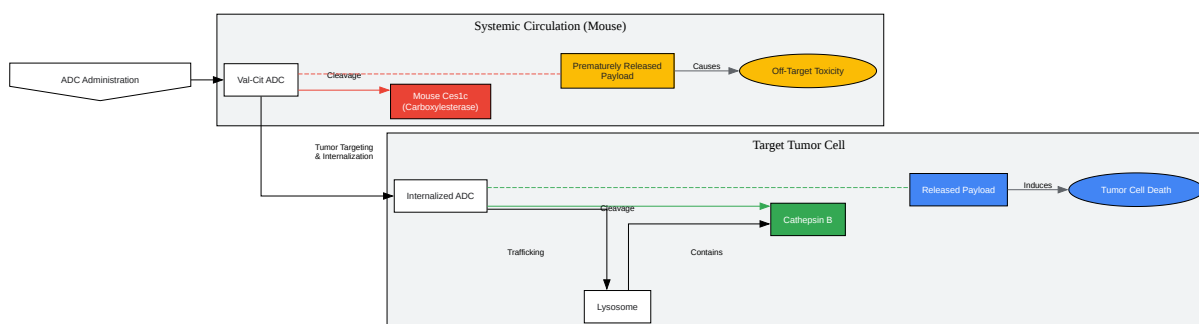 Systemic Circulation (Mouse)
ADC Administration
Val-Cit ADC
Cleavage
Prematurely Released
Payload
Causes
Off-Target Toxicity
Mouse Ces1c
(Carboxylesterase)
Tumor Targeting
& Internalization
Target Tumor Cell
Internalized ADC
Cleavage
Released Payload
Induces
Tumor Cell Death
Cathepsin B
Trafficking
Contains
Lysosome